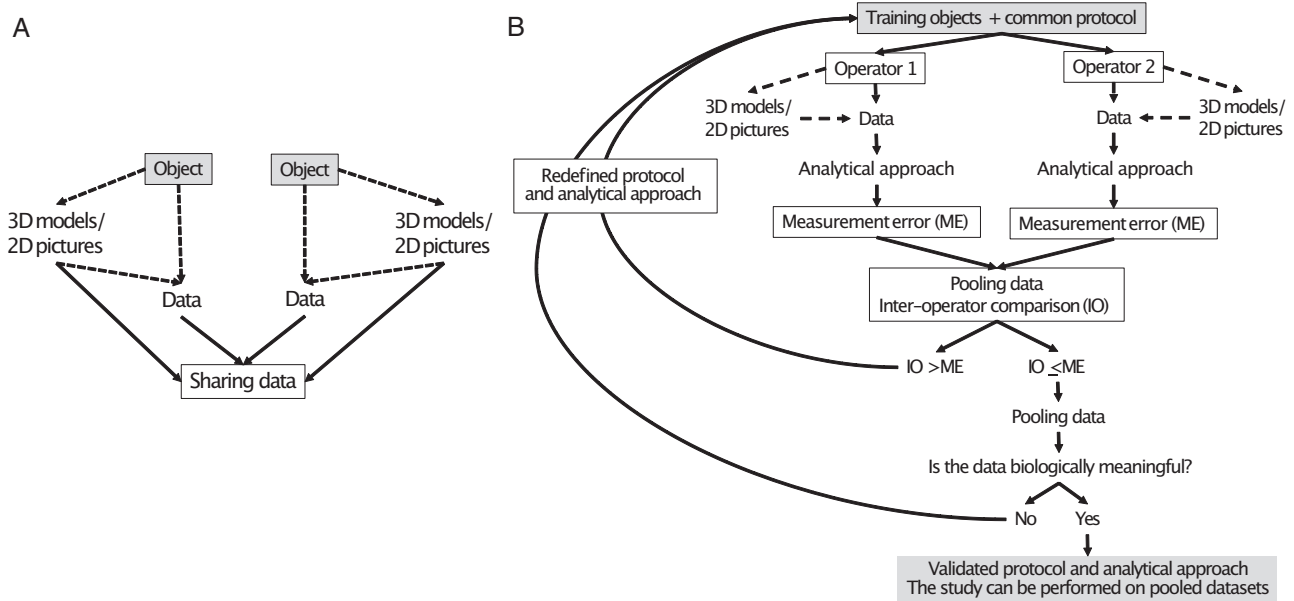 A
Object
Object
3D models/
2D pictures
3D models/
2D pictures
Data
Data
Sharing data
B
Training objects + common protocol
Operator 1
Operator 2
3D models/
2D pictures
Data
Data
3D models/
2D pictures
Analytical approach
Analytical approach
Redefined protocol
and analytical approach
Measurement error (ME)
Measurement error (ME)
Pooling data
Inter-operator comparison (IO)
IO >ME
IO ≤ME
Pooling data
Is the data biologically meaningful?
No
Yes
Validated protocol and analytical approach
The study can be performed on pooled datasets